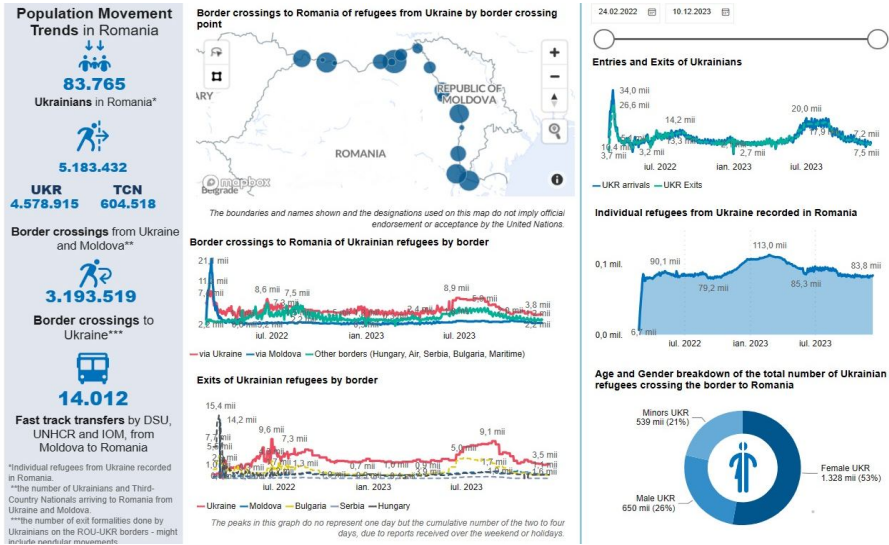 Population Movement
Trends in Romania
83.765
Ukrainians in Romania*
5.183.432
UKR TCN
4.578.915 604.518
Border crossings from Ukraine
and Moldova**
3.193.519
Border crossings to
Ukraine***
14.012
Fast track transfers by DSU,
UNHCR and IOM, from
Moldova to Romania
*Individual refugees from Ukraine recorded
in Romania.
**the number of Ukrainians and Third-
Country Nationals arriving to Romania from
Ukraine and Moldova.
***the number of exit formalities done by
Ukrainians on the ROU-UKR borders - might
include pendular movements
Border crossings to Romania of refugees from Ukraine by border crossing
point
ARY
REPUBLIC OF
MOLDOVA
ROMANIA
mapbox
Belgrade
The boundaries and names shown and the designations used on this map do not imply official
endorsement or acceptance by the United Nations.
Border crossings to Romania of Ukrainian refugees by border
8,6 mii
7,5 mii
8,9 mii
3,8 mii
2,2 mii
iul. 2022 ian. 2023 iul. 2023
via Ukraine via Moldova Other borders (Hungary, Air, Serbia, Bulgaria, Maritime)
Exits of Ukrainian refugees by border
15,4 mii
14,2 mii
9,6 mii
7,3 mii
9,1 mii
3,5 mii
1,3 mii
0,7 mii
iul. 2022 ian. 2023 iul. 2023
Ukraine Moldova Bulgaria Serbia Hungary
The peaks in this graph do no represent one day but the cumulative number of the two to four
days, due to reports received over the weekend or holidays.
24.02.2022 10.12.2023
Entries and Exits of Ukrainians
34,0 mii
26,6 mii
14,2 mii
20,0 mii
13,3 mii
7,2 mii
3,7 mii
3,2 mii
2,7 mii
7,5 mii
iul. 2022 ian. 2023 iul. 2023
UKR arrivals UKR Exits
Individual refugees from Ukraine recorded in Romania
113,0 mii
90,1 mii
83,8 mii
0,1 mil.
79,2 mii
85,3 mii
0,0 mil.
iul. 2022 ian. 2023 iul. 2023
Age and Gender breakdown of the total number of Ukrainian
refugees crossing the border to Romania
Minors UKR
539 mii (21%)
Female UKR
1.328 mii (53%)
Male UKR
650 mii (26%)